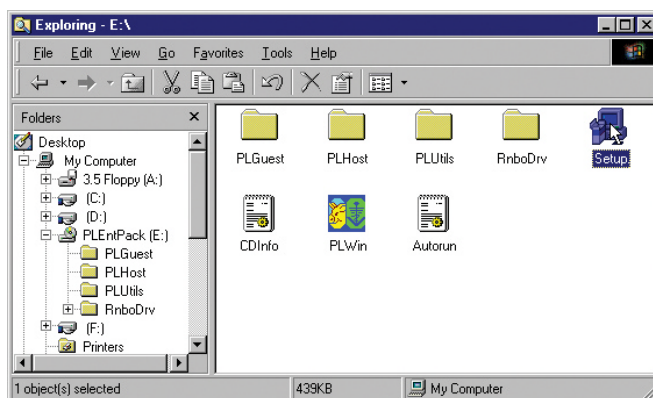 Exploring - E:\
File Edit View Go Favorites Tools Help
Folders
Desktop
My Computer
3.5 Floppy (A:)
(C:)
(D:)
PLEntPack (E:)
PLGuest
PLHost
PLUtils
RnboDrv
(F:)
Printers
PLGuest PLHost PLUtils RnboDrv Setup
CDInfo PLWin Autorun
1 object(s) selected 439KB My Computer